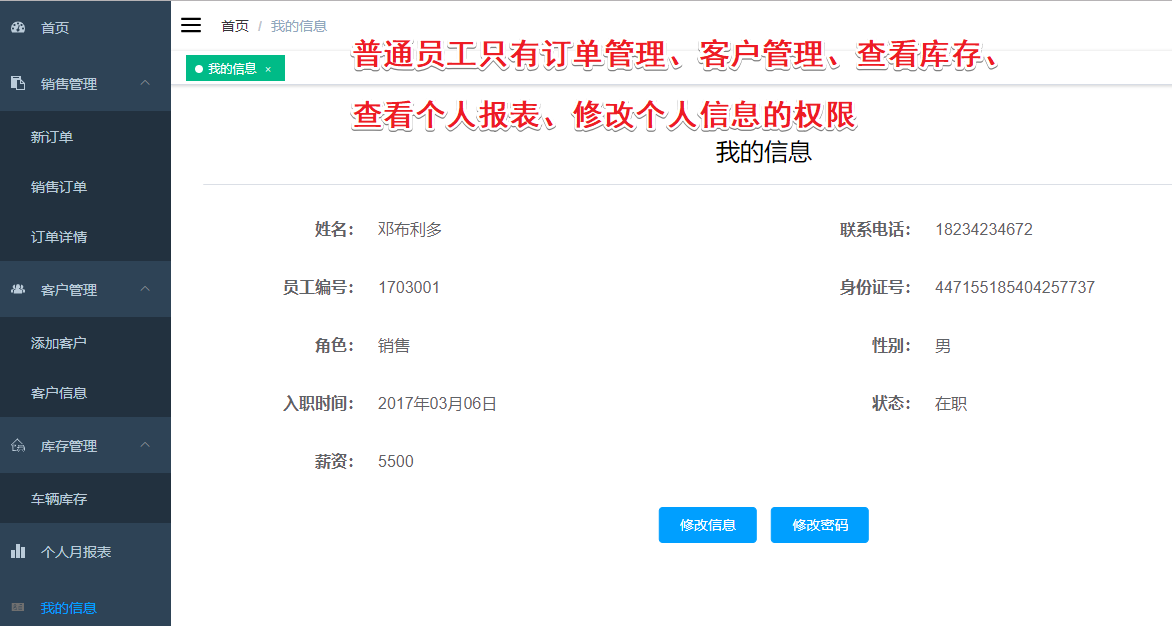 首页
销售管理
新订单
销售订单
订单详情
客户管理
添加客户
客户信息
库存管理
车辆库存
个人月报表
我的信息
首页 / 我的信息
我的信息 ×
普通员工只有订单管理、客户管理、查看库存、
查看个人报表、修改个人信息的权限
我的信息
姓名： 邓布利多 联系电话： 18234234672
员工编号： 1703001 身份证号： 447155185404257737
角色： 销售 性别： 男
入职时间： 2017年03月06日 状态： 在职
薪资： 5500
修改信息 修改密码